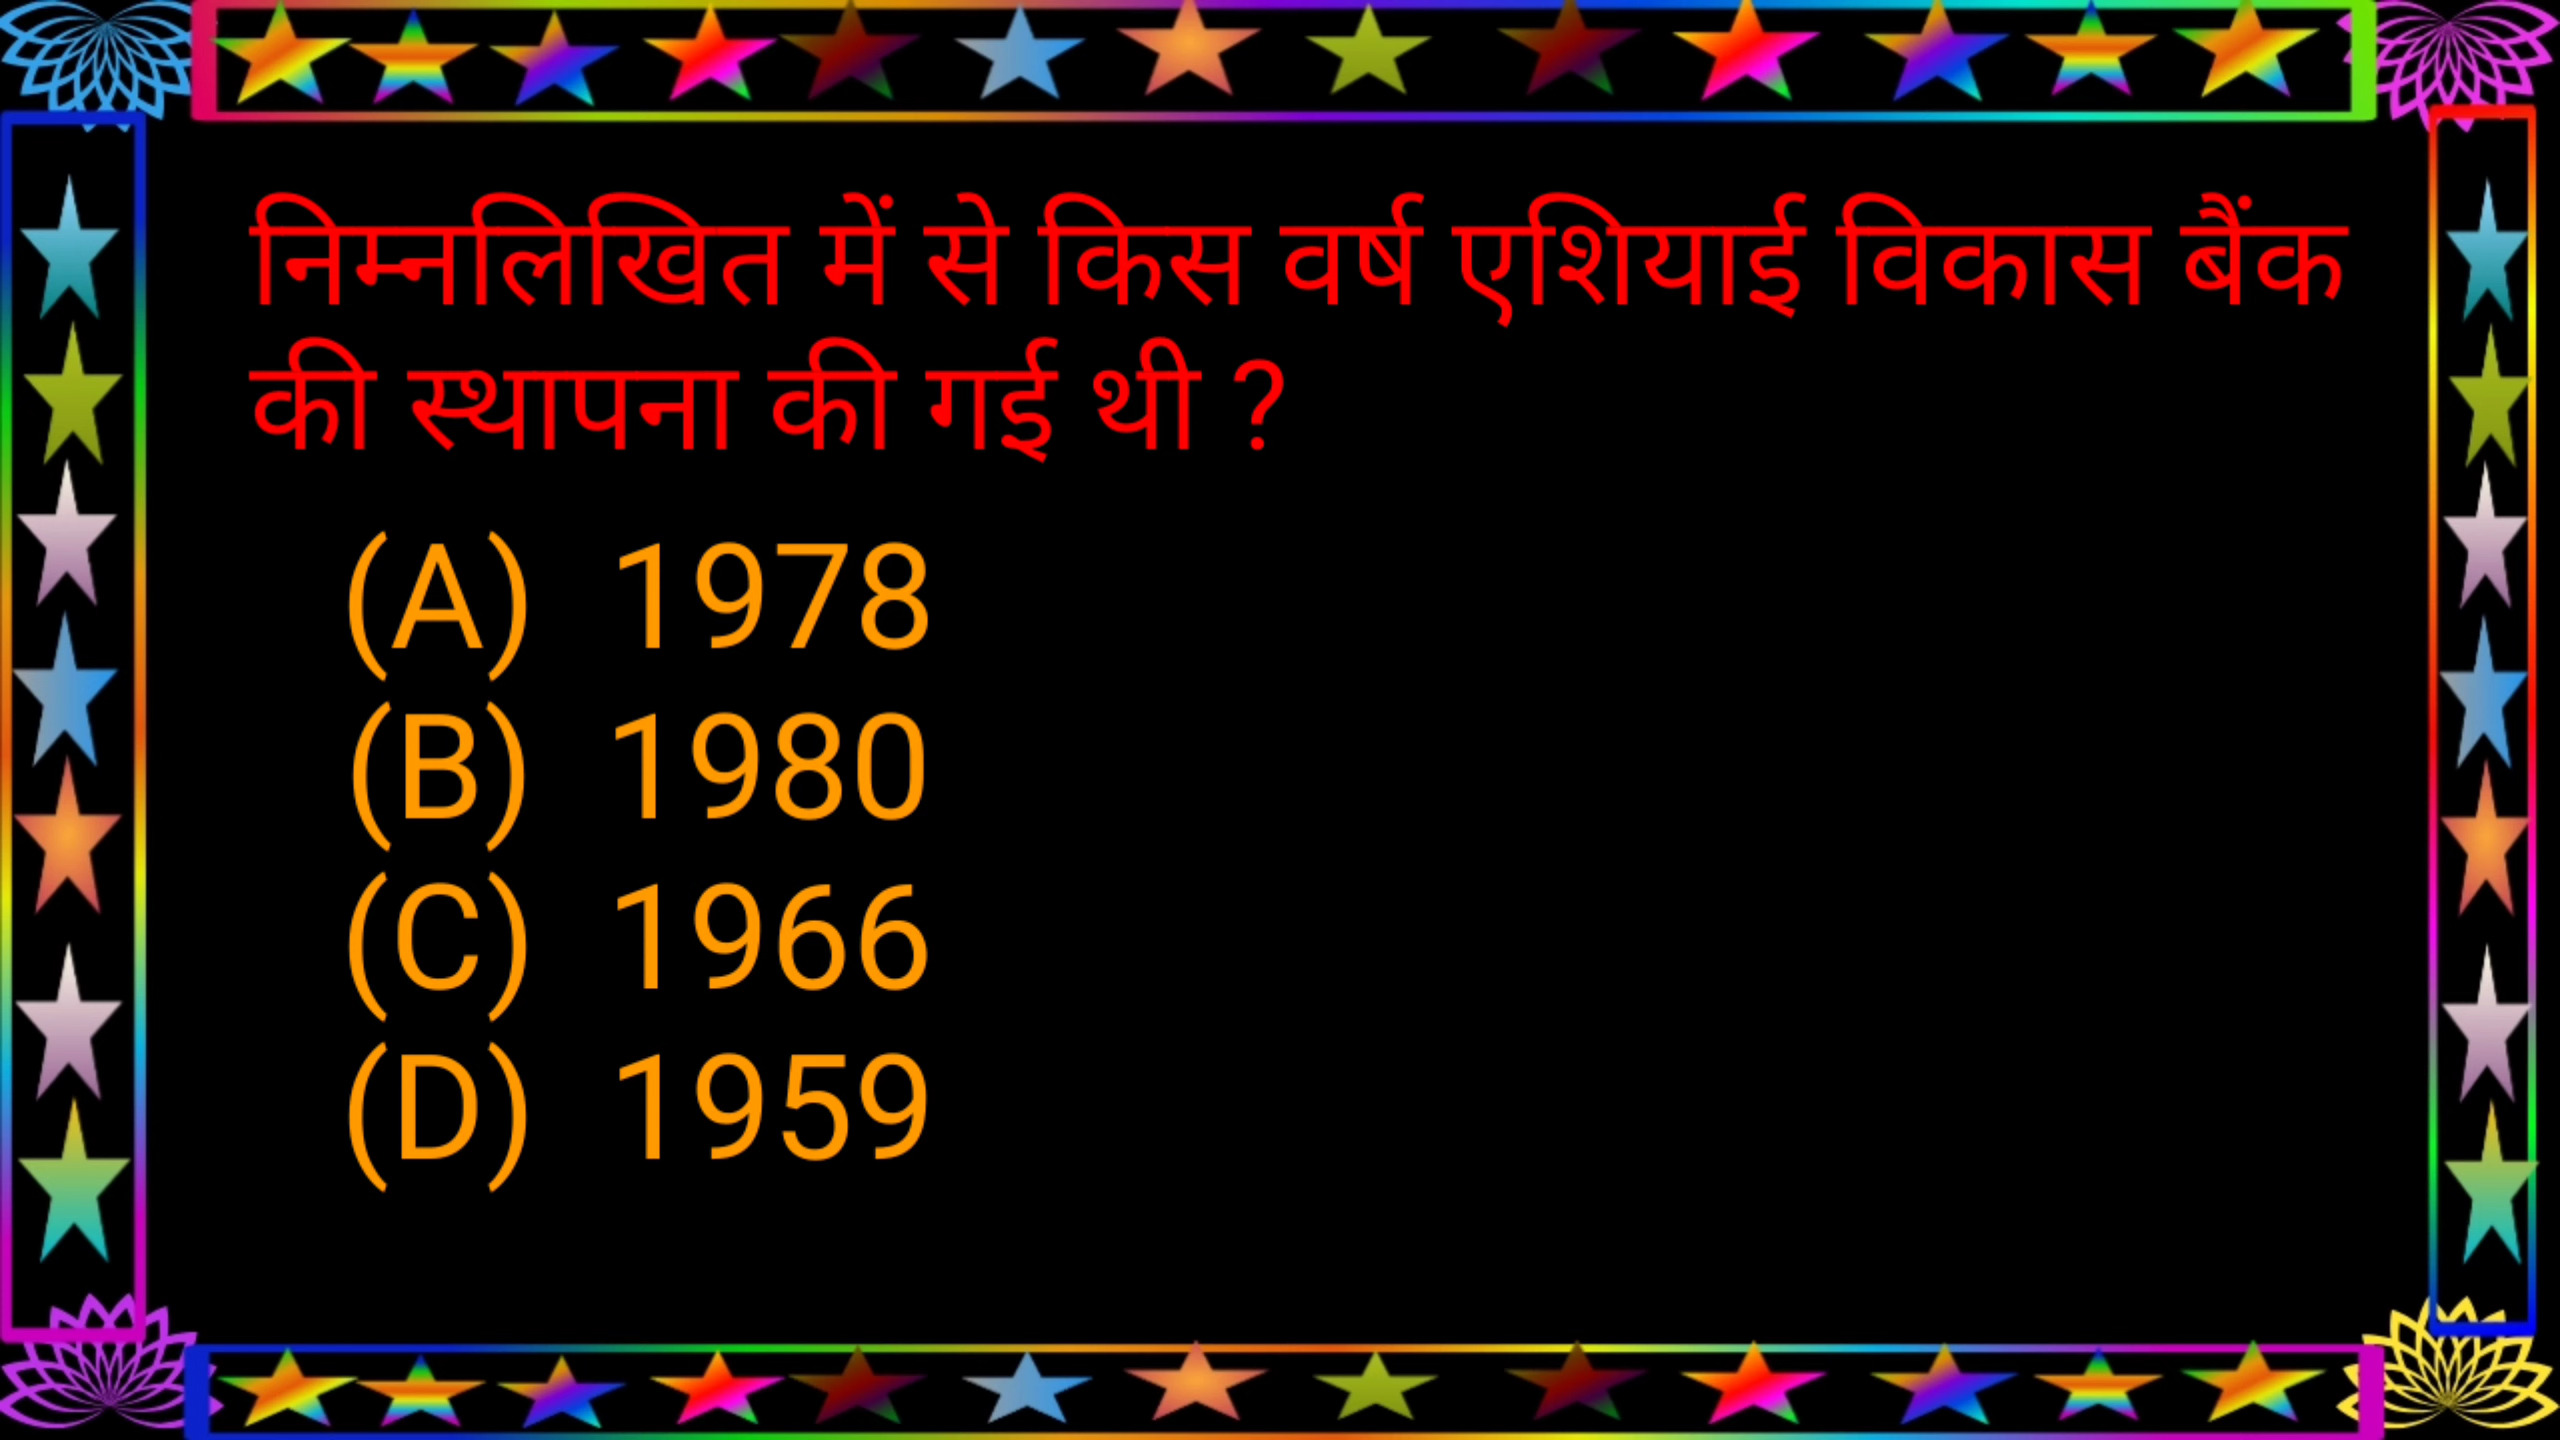 निम्नलिखित में से किस वर्ष एशियाई विकास बैंक
की स्थापना की गई थी ?
(A) 1978
(B) 1980
(C) 1966
(D) 1959